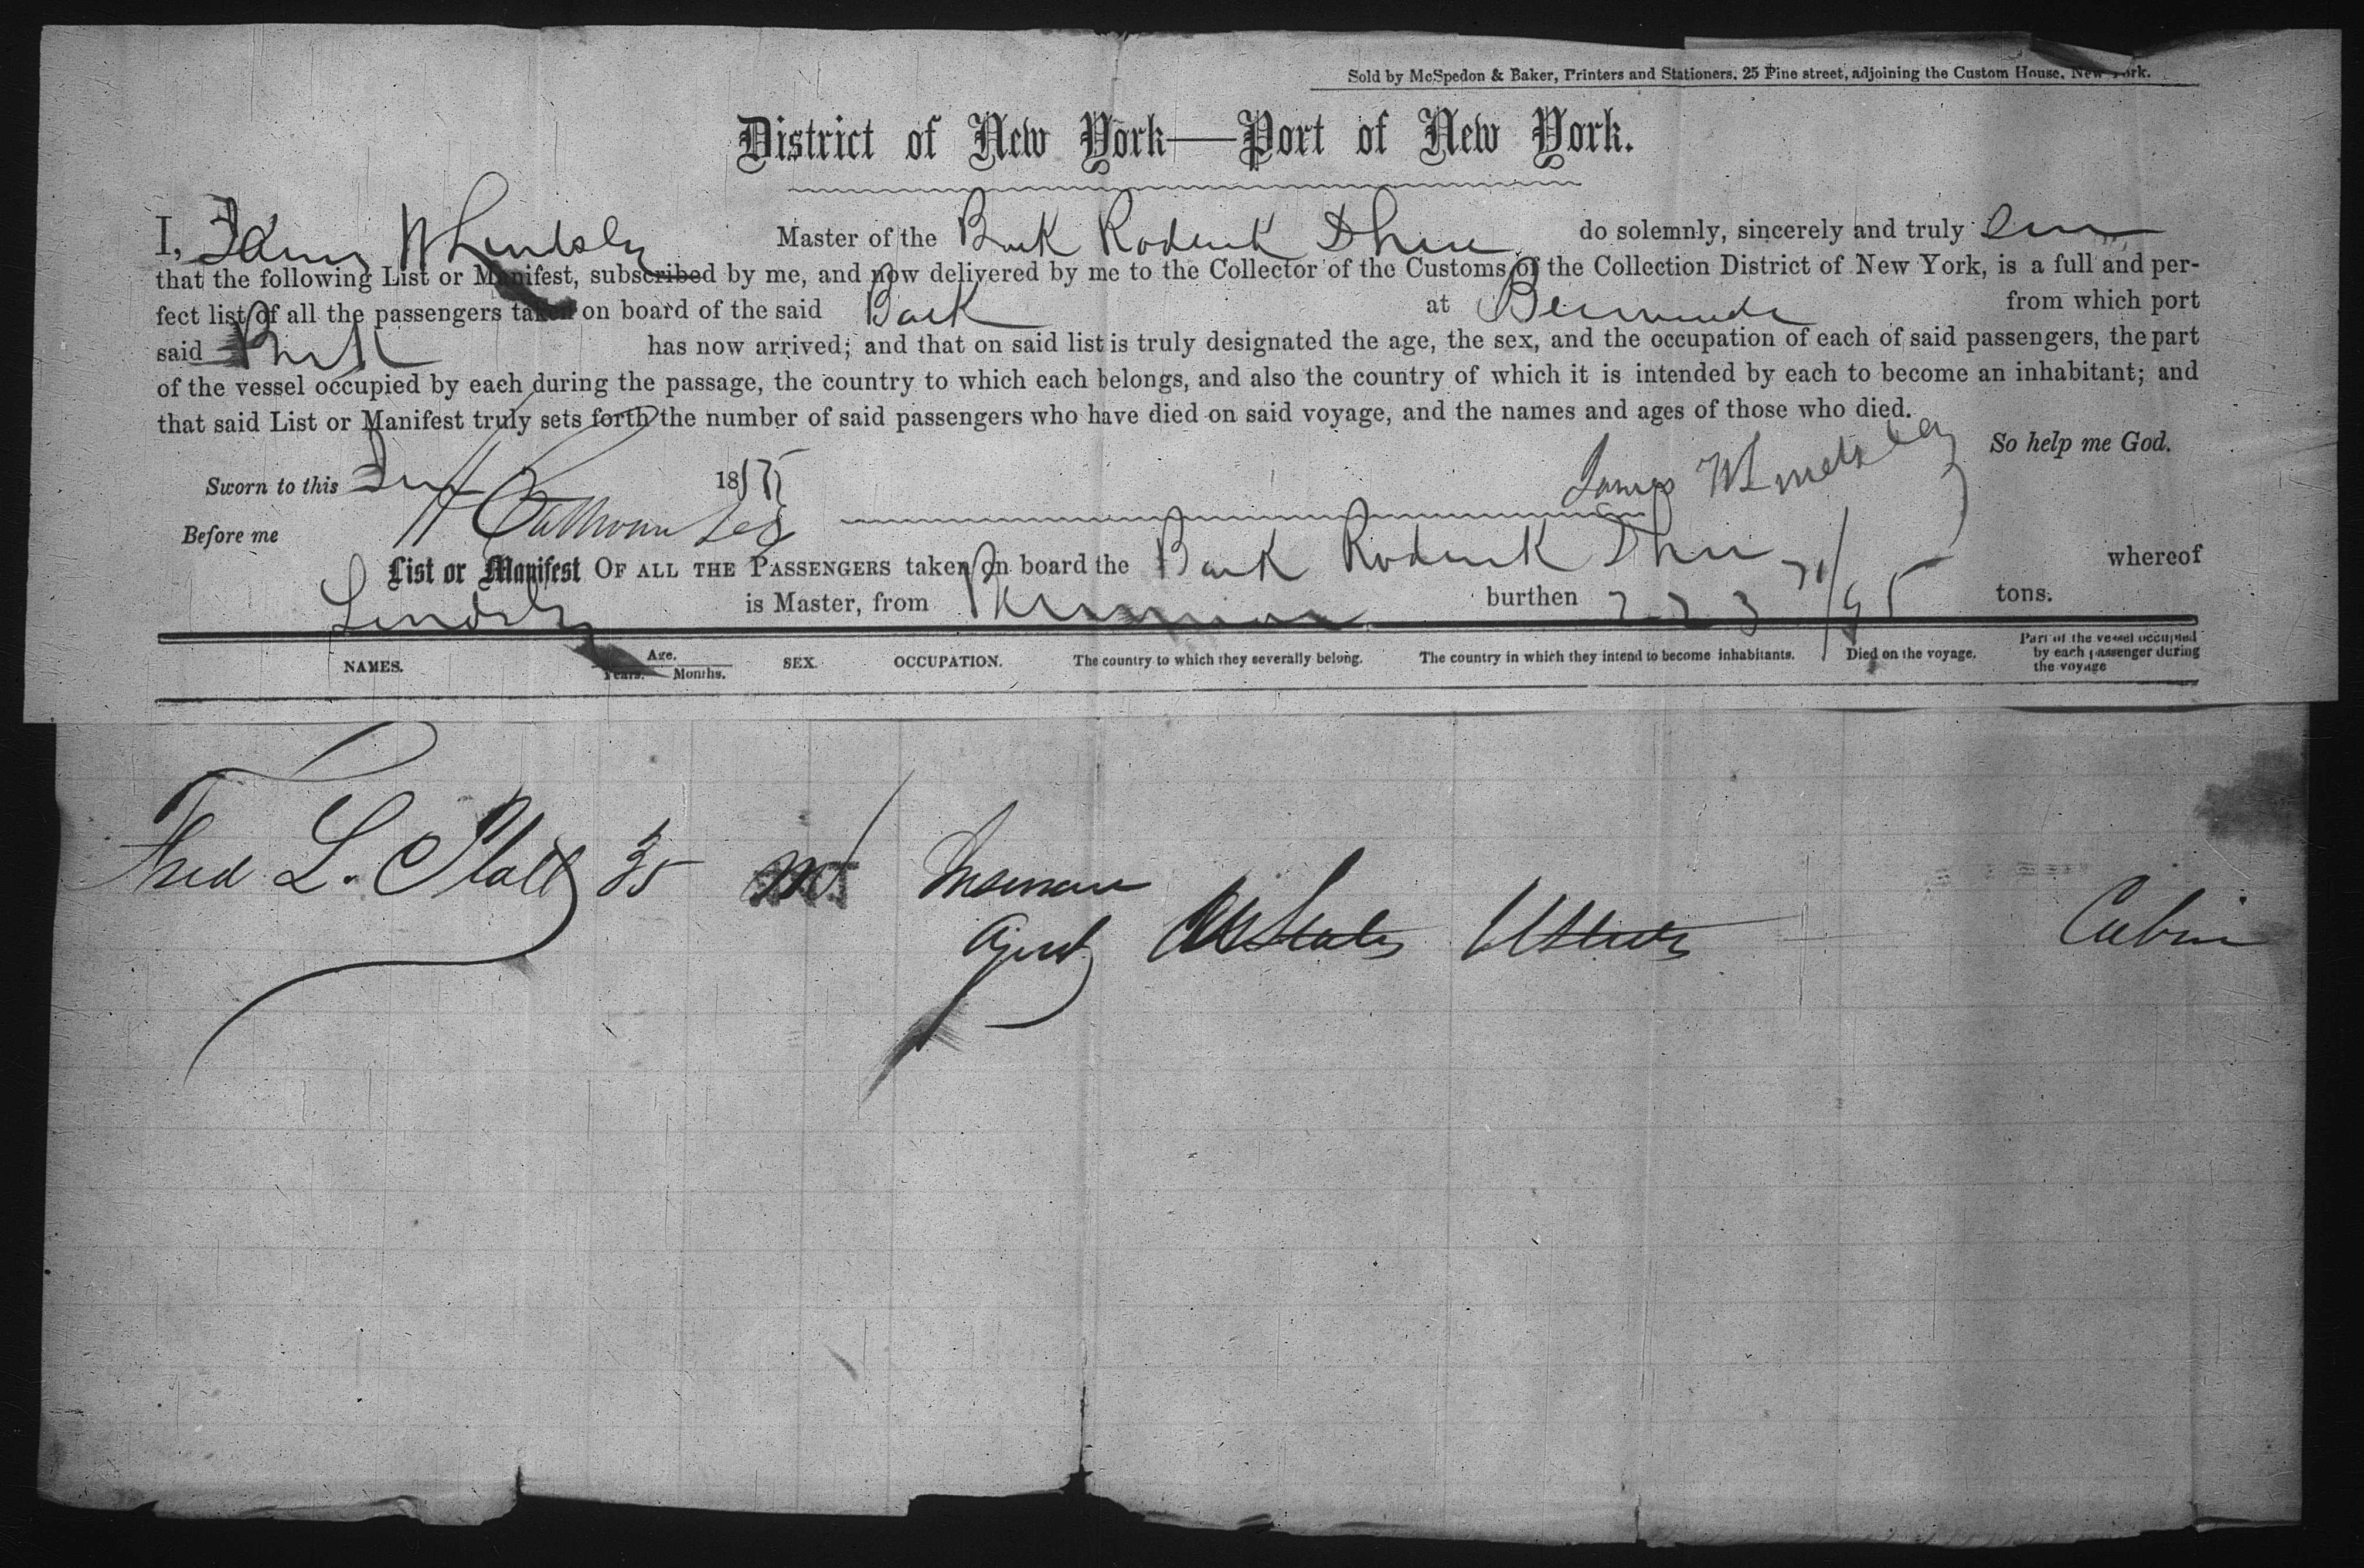 Sold by McSpedon & Baker, Printers and Stationers. 25 Pine street, adjoining the Custom House, New York.
District of New York—Port of New York.
I, James W Lindsley Master of the Bark Roderick Dhu do solemnly, sincerely and truly
that the following List or Manifest, subscribed by me, and now delivered by me to the Collector of the Customs of the Collection District of New York, is a full and per-
fect list of all the passengers taken on board of the said Bark at Bermuda from which port
said Bark has now arrived; and that on said list is truly designated the age, the sex, and the occupation of each of said passengers, the part
of the vessel occupied by each during the passage, the country to which each belongs, and also the country of which it is intended by each to become an inhabitant; and
that said List or Manifest truly sets forth the number of said passengers who have died on said voyage, and the names and ages of those who died.
So help me God.
Sworn to this 1855 James W Lindsley
Before me
List or Manifest OF ALL THE PASSENGERS taken on board the Bark Roderick Dhu whereof
Lindsley is Master, from burthen 223 71/95 tons.
NAMES. Age. Years. Months. SEX. OCCUPATION. The country to which they severally belong. The country in which they intend to become inhabitants. Died on the voyage. Part of the vessel occupied by each passenger during the voyage
Fred L. Platt 35 M Insurance
Agent U States U States Cabin